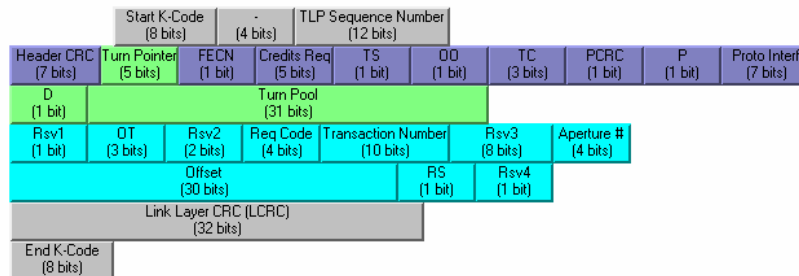 Start K-Code - TLP Sequence Number
(8 bits) (4 bits) (12 bits)
Header CRC Turn Pointer FECN Credits Req TS OO TC PCRC P Proto Interf
(7 bits) (5 bits) (1 bit) (5 bits) (1 bit) (1 bit) (3 bits) (1 bit) (1 bit) (7 bits)
D Turn Pool
(1 bit) (31 bits)
Rsv1 OT Rsv2 Req Code Transaction Number Rsv3 Aperture #
(1 bit) (3 bits) (2 bits) (4 bits) (10 bits) (8 bits) (4 bits)
Offset RS Rsv4
(30 bits) (1 bit) (1 bit)
Link Layer CRC (LCRC)
(32 bits)
End K-Code
(8 bits)